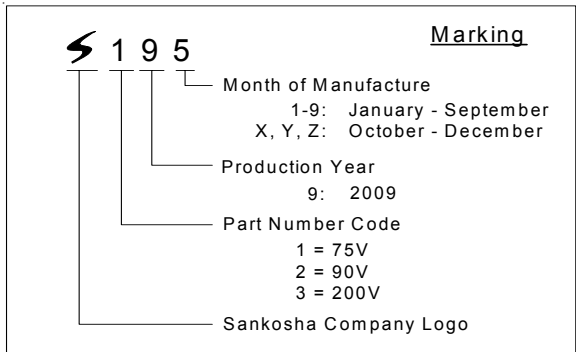 Marking
195
Month of Manufacture
1-9: January - September
X, Y, Z: October - December
Production Year
9: 2009
Part Number Code
1 = 75V
2 = 90V
3 = 200V
Sankosha Company Logo